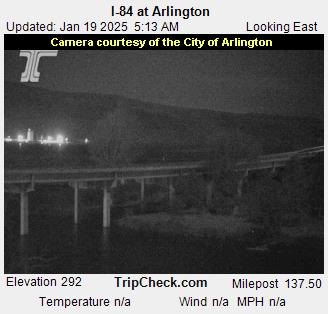 I-84 at Arlington
Updated: Jan 19 2025 5:13 AM Looking East
Camera courtesy of the City of Arlington
Elevation 292 TripCheck.com Milepost 137.50
Temperature n/a Wind n/a MPH n/a